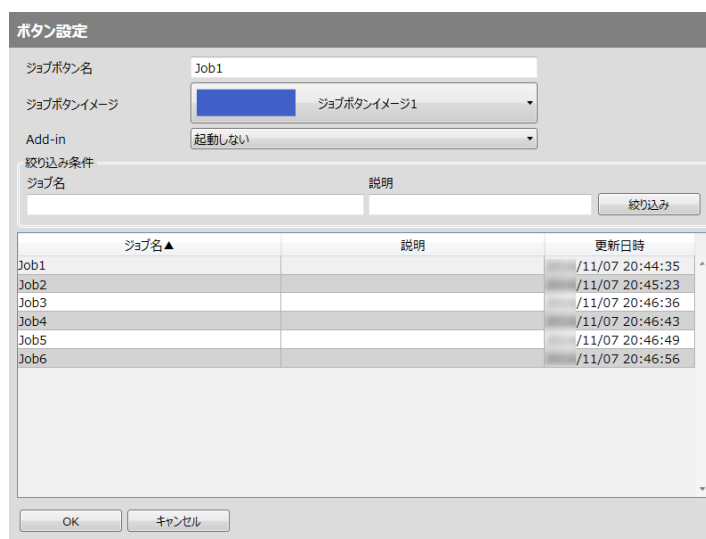 ボタン設定
ジョブボタン名 Job1
ジョブボタンイメージ ジョブボタンイメージ1
Add-in 起動しない
絞り込み条件
ジョブ名 説明
絞り込み
ジョブ名▲ 説明 更新日時
Job1 /11/07 20:44:35
Job2 /11/07 20:45:23
Job3 /11/07 20:46:36
Job4 /11/07 20:46:43
Job5 /11/07 20:46:49
Job6 /11/07 20:46:56
OK キャンセル